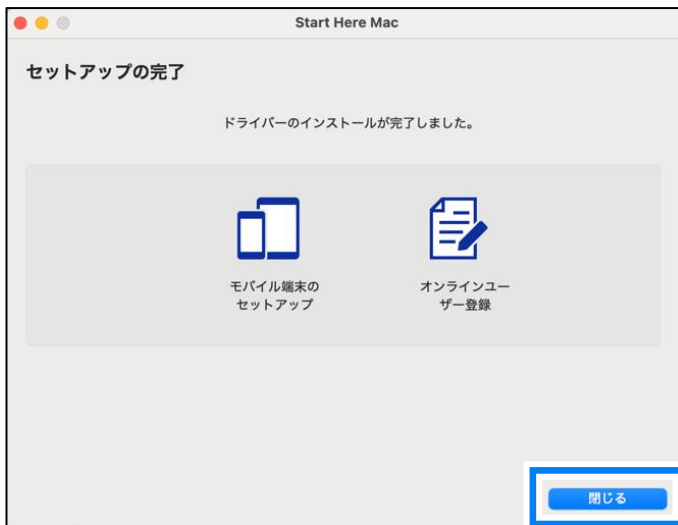 Start Here Mac
セットアップの完了
ドライバーのインストールが完了しました。
モバイル端末の
セットアップ
オンラインユー
ザー登録
閉じる